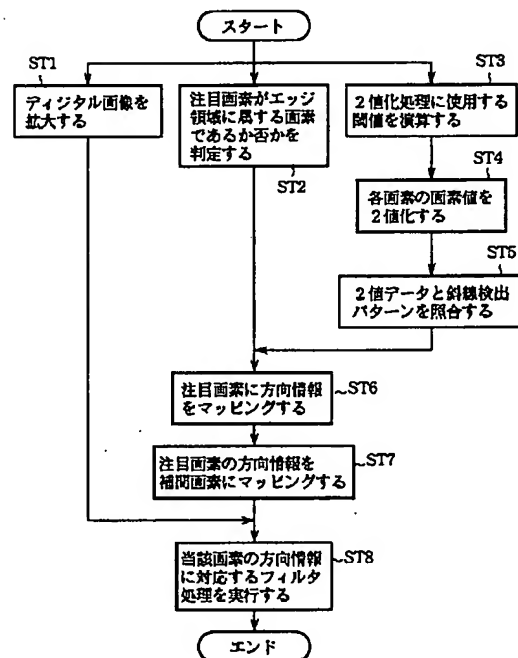 スタート
ST1
ディジタル画像を
拡大する
注目画素がエッジ
領域に属する画素
であるか否かを
判定する
ST2
ST3
2値化処理に使用する
閾値を演算する
ST4
各画素の画素値を
2値化する
ST5
2値データと斜線検出
パターンを照合する
注目画素に方向情報
をマッピングする
ST6
注目画素の方向情報を
補間画素にマッピングする
ST7
当該画素の方向情報
に対応するフィルタ
処理を実行する
ST8
エンド